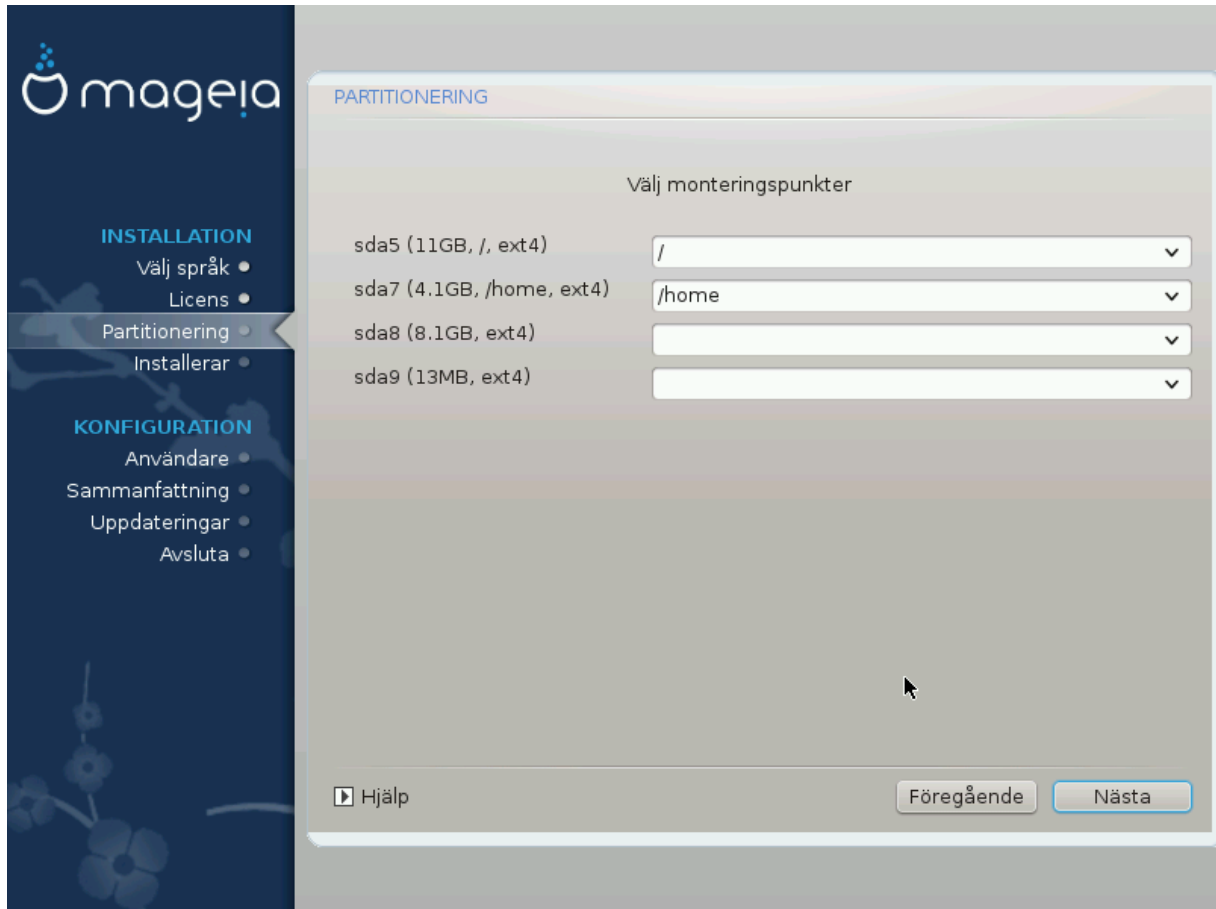 mageia
INSTALLATION
Välj språk
Licens
Partitionering
Installerar
KONFIGURATION
Användare
Sammanfattning
Uppdateringar
Avsluta
PARTITIONERING
Välj monteringspunkter
sda5 (11GB, /, ext4) /
sda7 (4.1GB, /home, ext4) /home
sda8 (8.1GB, ext4)
sda9 (13MB, ext4)
Hjälp Föregående Nästa